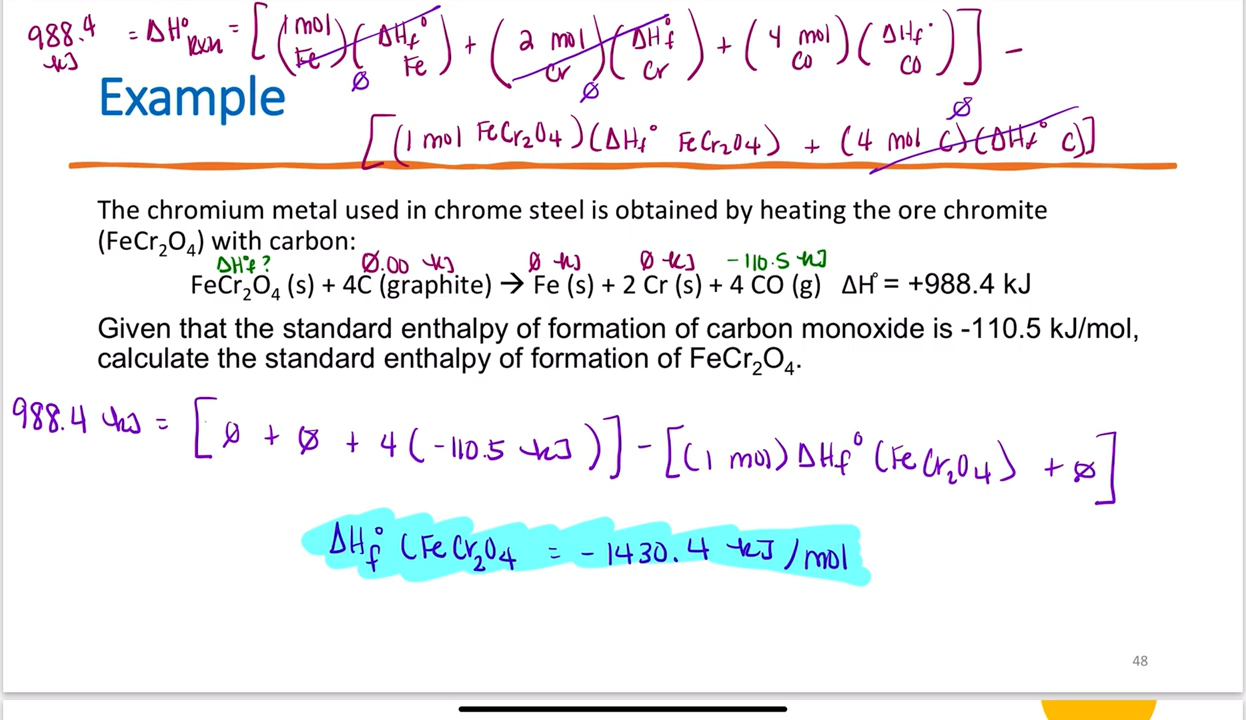 988.4 kJ = ΔH°Rxn = [(1 mol Fe)(ΔHf° Fe) + (2 mol Cr)(ΔHf° Cr) + (4 mol CO)(ΔHf° CO)] −
Ø Ø Ø
Example
[(1 mol FeCr₂O₄)(ΔHf° FeCr₂O₄) + (4 mol C)(ΔHf° C)]
The chromium metal used in chrome steel is obtained by heating the ore chromite
(FeCr₂O₄) with carbon:
ΔH°f ? Ø.00 kJ Ø kJ Ø kJ −110.5 kJ
FeCr₂O₄ (s) + 4C (graphite) → Fe (s) + 2 Cr (s) + 4 CO (g) ΔH° = +988.4 kJ
Given that the standard enthalpy of formation of carbon monoxide is -110.5 kJ/mol,
calculate the standard enthalpy of formation of FeCr₂O₄.
988.4 kJ = [Ø + Ø + 4(−110.5 kJ)] − [(1 mol) ΔHf° (FeCr₂O₄) + Ø]
ΔHf° (FeCr₂O₄ = −1430.4 kJ/mol
48